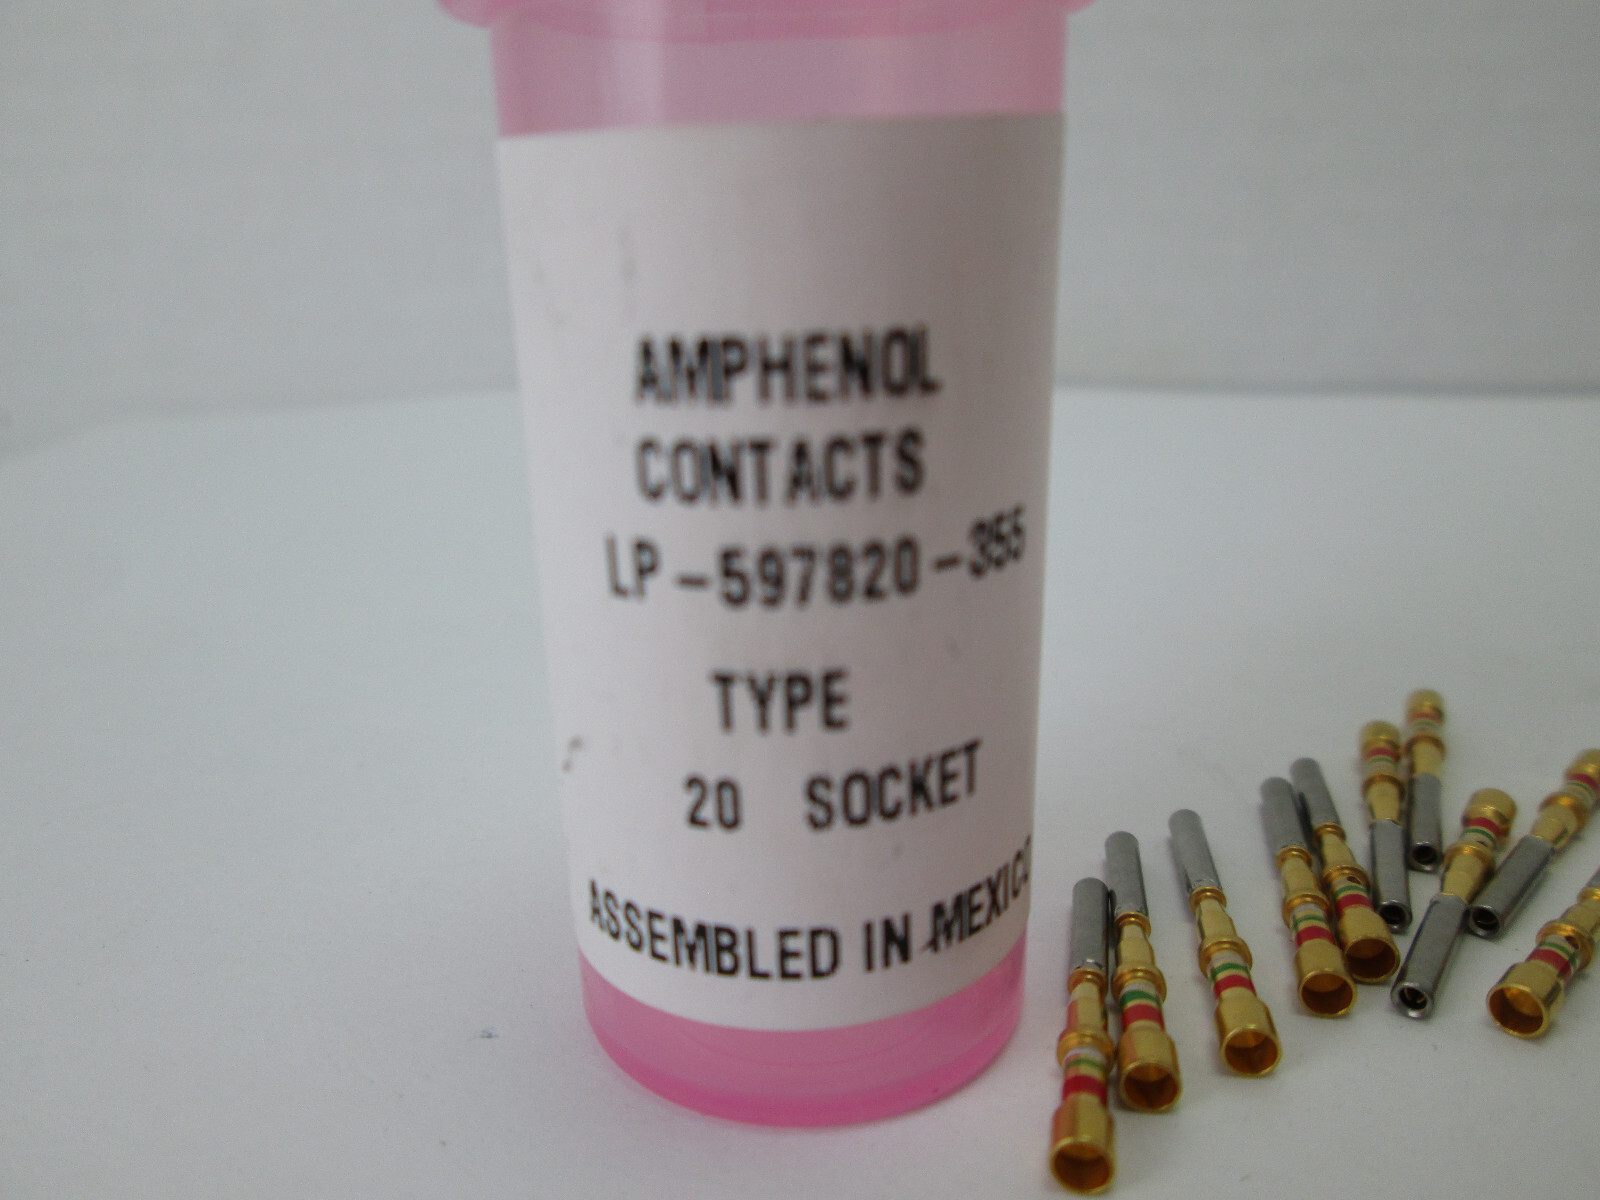 AMPHENOL
CONTACTS
LP-597820-355
TYPE
20 SOCKET
ASSEMBLED IN MEXICO